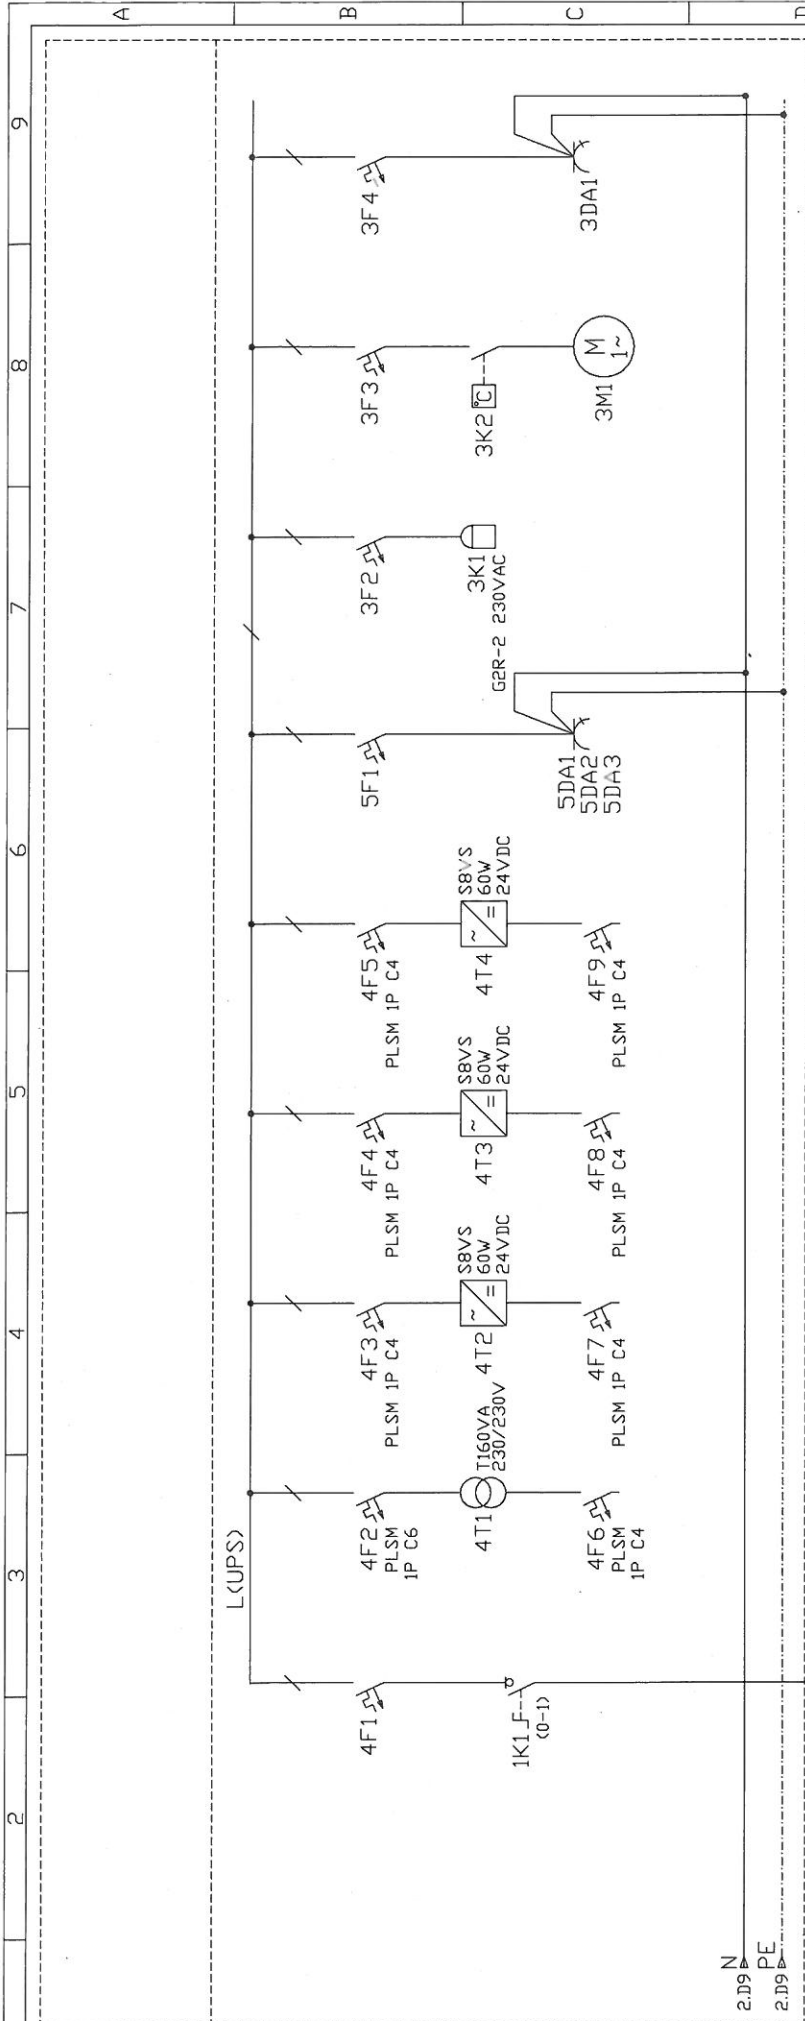 A
B
C
D
2
3
4
5
6
7
8
9
L(UPS)
4F1
1K1
(0-1)
4F2
PLSM
1P C6
4T1
T160VA
230/230V
4F6
PLSM
1P C4
4F3
PLSM 1P C4
4T2
S8VS
60W
24VDC
~
=
4F7
PLSM 1P C4
4F4
PLSM 1P C4
4T3
S8VS
60W
24VDC
~
=
4F8
PLSM 1P C4
4F5
PLSM 1P C4
4T4
S8VS
60W
24VDC
~
=
4F9
PLSM 1P C4
5F1
5DA1
5DA2
5DA3
3F2
3K1
G2R-2 230VAC
3F3
3K2
°C
M
1~
3M1
3F4
3DA1
2.D9 N
2.D9 PE